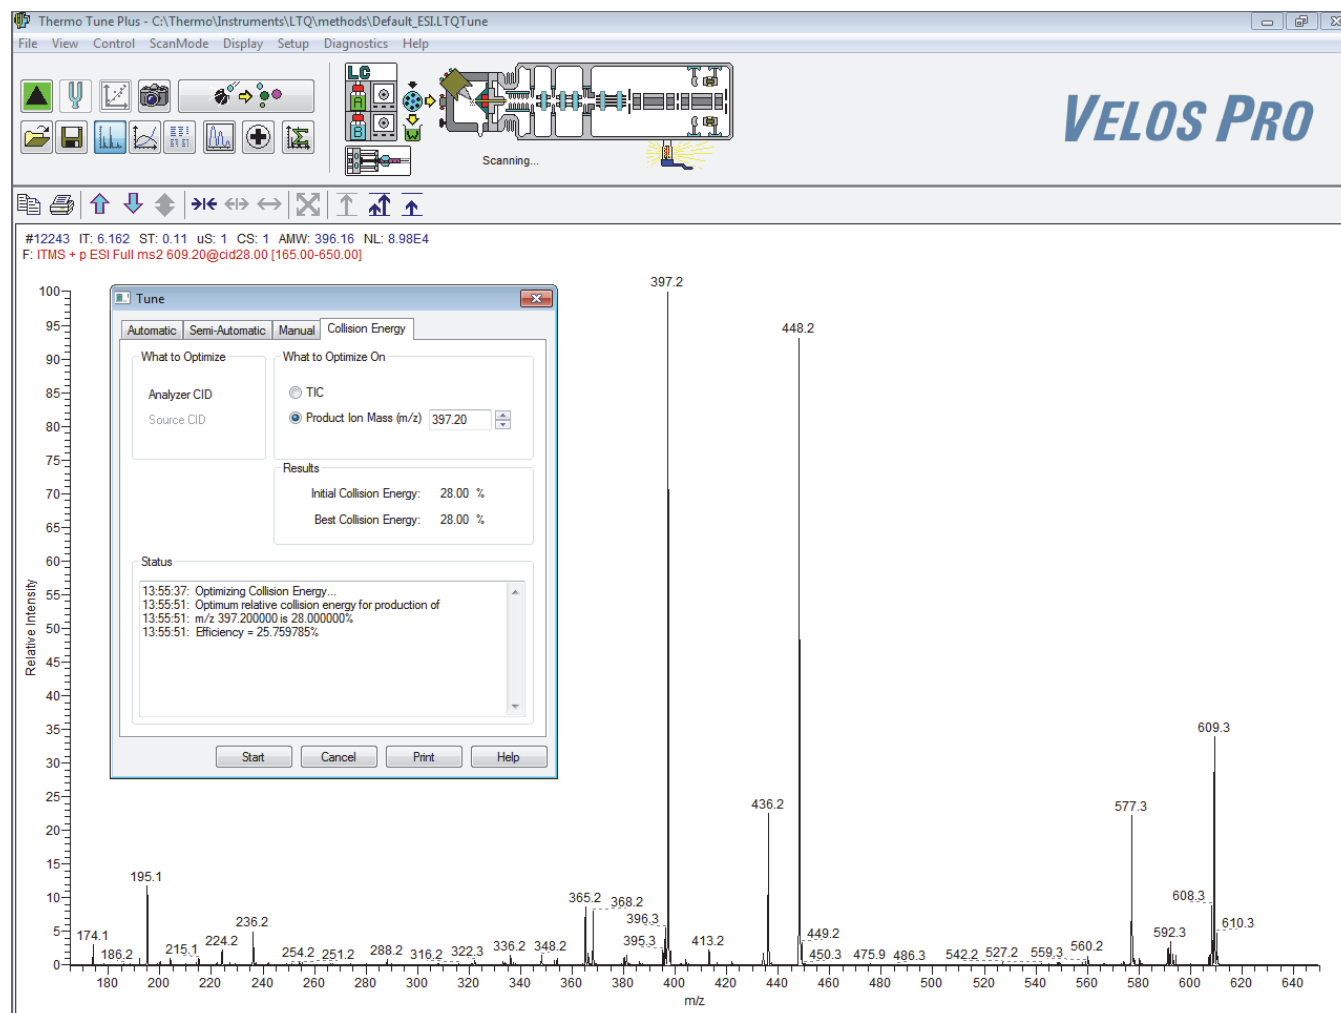 Thermo Tune Plus - C:\Thermo\Instruments\LTQ\methods\Default_ESI.LTQTune
File View Control ScanMode Display Setup Diagnostics Help
LC
A
B
W
Scanning...
VELOS PRO
#12243 IT: 6.162 ST: 0.11 uS: 1 CS: 1 AMW: 396.16 NL: 8.98E4
F: ITMS + p ESI Full ms2 609.20@cid28.00 [165.00-650.00]
Tune
Automatic Semi-Automatic Manual Collision Energy
What to Optimize
Analyzer CID
Source CID
What to Optimize On
TIC
Product Ion Mass (m/z) 397.20
Results
Initial Collision Energy: 28.00 %
Best Collision Energy: 28.00 %
Status
13:55:37: Optimizing Collision Energy...
13:55:51: Optimum relative collision energy for production of
13:55:51: m/z 397.200000 is 28.000000%
13:55:51: Efficiency = 25.759785%
Start Cancel Print Help
Relative Intensity
100
95
90
85
80
75
70
65
60
55
50
45
40
35
30
25
20
15
10
5
0
397.2
448.2
609.3
436.2
577.3
195.1
365.2
368.2
608.3
396.3
610.3
236.2
174.1
186.2
215.1
224.2
254.2
251.2
288.2
316.2
322.3
336.2
348.2
395.3
413.2
449.2
450.3
475.9
486.3
542.2
527.2
559.3
560.2
592.3
180 200 220 240 260 280 300 320 340 360 380 400 420 440 460 480 500 520 540 560 580 600 620 640
m/z